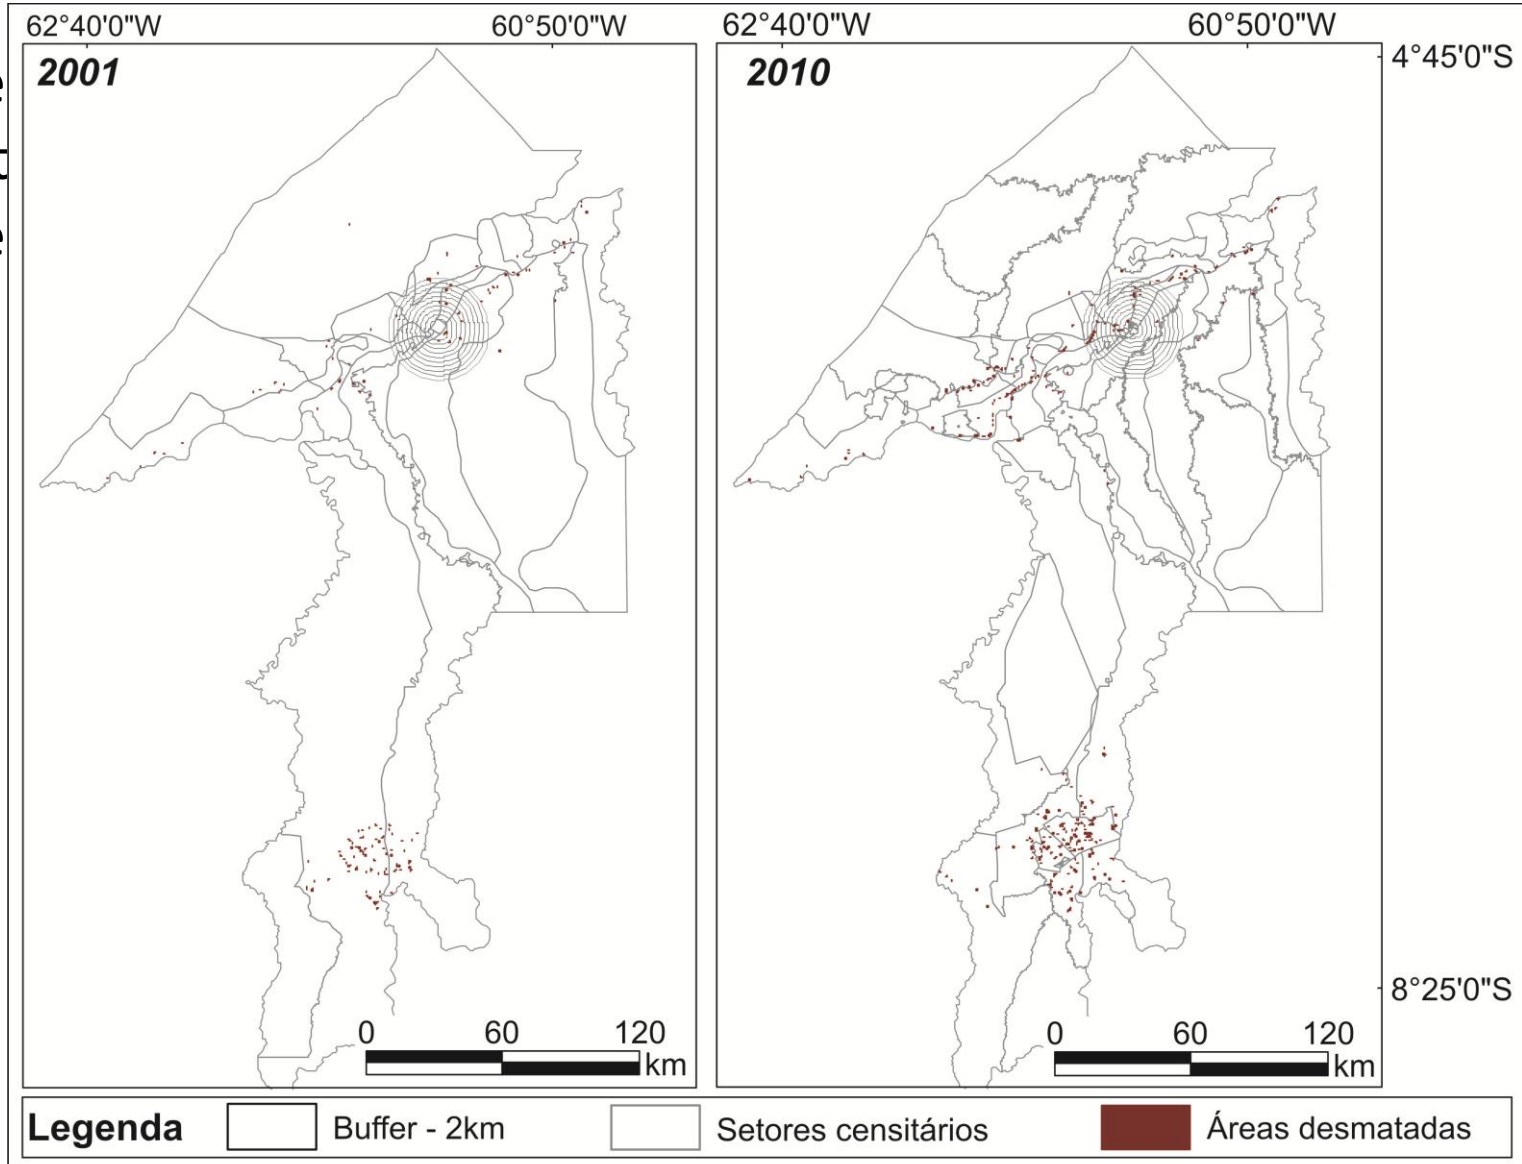 62°40'0"W 60°50'0"W 62°40'0"W 60°50'0"W
2001 2010 4°45'0"S
8°25'0"S
0 60 120 0 60 120
km km
Legenda Buffer - 2km Setores censitários Áreas desmatadas